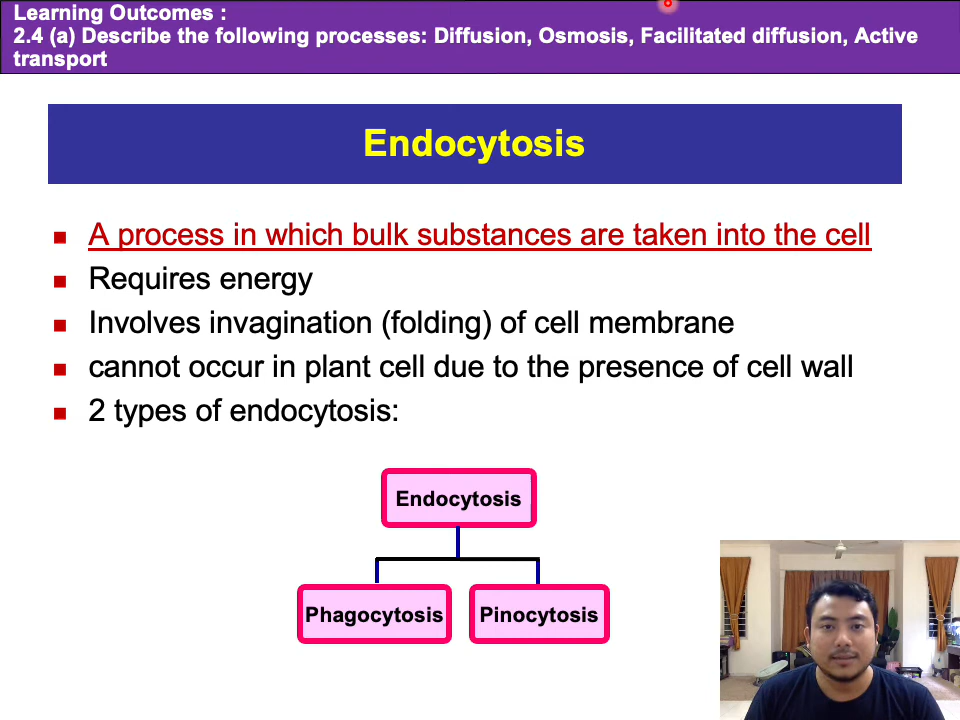 Learning Outcomes :
2.4 (a) Describe the following processes: Diffusion, Osmosis, Facilitated diffusion, Active
transport
Endocytosis
A process in which bulk substances are taken into the cell
Requires energy
Involves invagination (folding) of cell membrane
cannot occur in plant cell due to the presence of cell wall
2 types of endocytosis:
Endocytosis
Phagocytosis
Pinocytosis